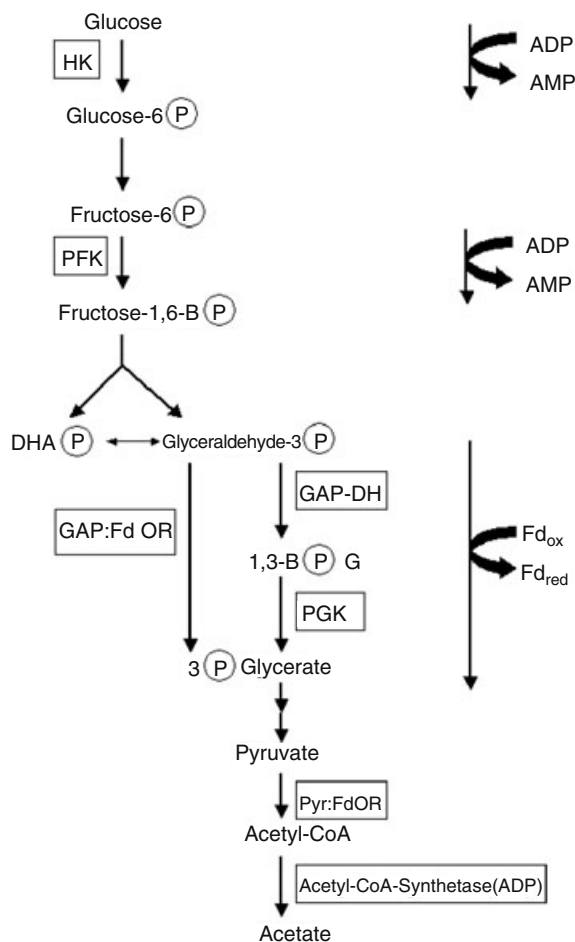 Glucose
HK
ADP
AMP
Glucose-6 P
Fructose-6 P
PFK
ADP
AMP
Fructose-1,6-B P
DHA P
Glyceraldehyde-3 P
GAP:Fd OR
GAP-DH
1,3-B P G
Fdox
Fdred
PGK
3 P Glycerate
Pyruvate
Pyr:FdOR
Acetyl-CoA
Acetyl-CoA-Synthetase(ADP)
Acetate